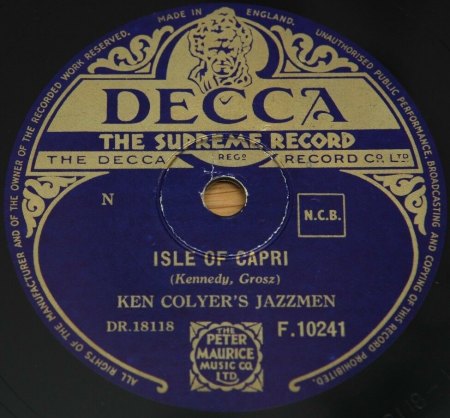 MADE IN ENGLAND.
ALL RIGHTS OF THE MANUFACTURER AND OF THE OWNER OF THE RECORDED WORK RESERVED.
UNAUTHORISED PUBLIC PERFORMANCE, BROADCASTING AND COPYING OF THIS RECORD PROHIBITED.
DECCA
THE SUPREME RECORD
THE DECCA REGD RECORD CO. LTD
N
N.C.B.
ISLE OF CAPRI
(Kennedy, Grosz)
KEN COLYER'S JAZZMEN
DR.18118
THE
PETER
MAURICE
MUSIC CO.
LTD
F.10241